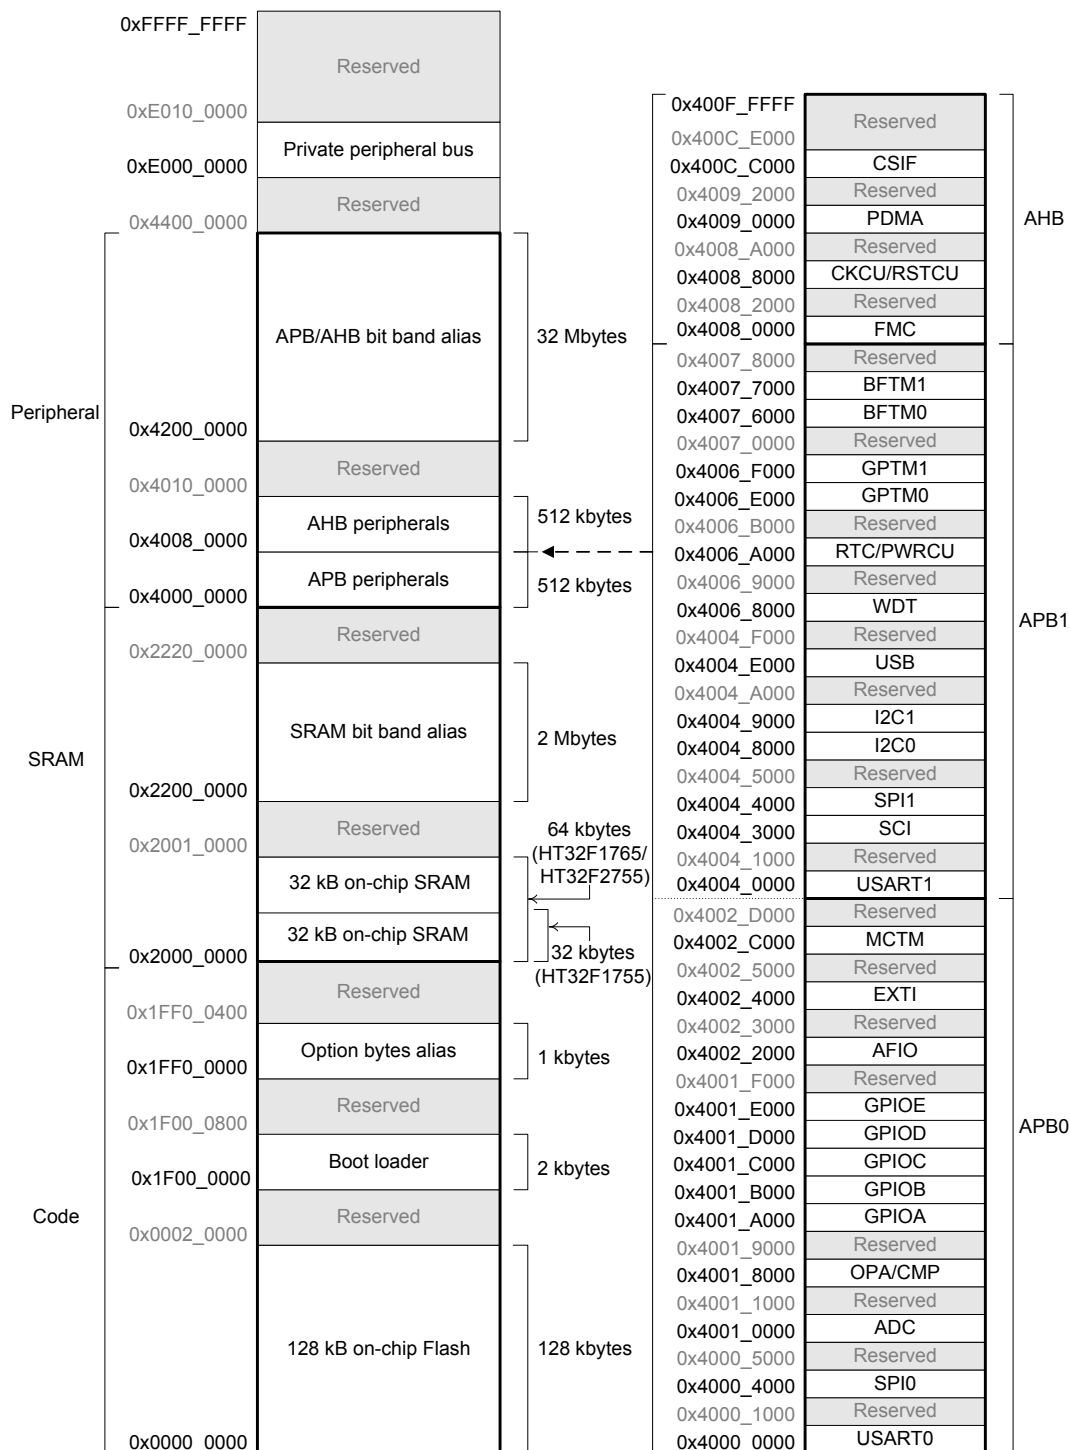 0xFFFF_FFFF
Reserved
0xE010_0000
Private peripheral bus
0xE000_0000
Reserved
0x4400_0000
APB/AHB bit band alias
32 Mbytes
Peripheral
0x4200_0000
Reserved
0x4010_0000
AHB peripherals
512 kbytes
0x4008_0000
APB peripherals
512 kbytes
0x4000_0000
Reserved
0x2220_0000
SRAM bit band alias
2 Mbytes
SRAM
0x2200_0000
Reserved
0x2001_0000
64 kbytes
(HT32F1765/
HT32F2755)
32 kB on-chip SRAM
32 kB on-chip SRAM
0x2000_0000
32 kbytes
(HT32F1755)
Reserved
0x1FF0_0400
Option bytes alias
1 kbytes
0x1FF0_0000
Reserved
0x1F00_0800
Boot loader
2 kbytes
0x1F00_0000
Code
Reserved
0x0002_0000
128 kB on-chip Flash
128 kbytes
0x0000_0000
0x400F_FFFF
Reserved
0x400C_E000
0x400C_C000 CSIF
0x4009_2000 Reserved
0x4009_0000 PDMA
AHB
0x4008_A000 Reserved
0x4008_8000 CKCU/RSTCU
0x4008_2000 Reserved
0x4008_0000 FMC
0x4007_8000 Reserved
0x4007_7000 BFTM1
0x4007_6000 BFTM0
0x4007_0000 Reserved
0x4006_F000 GPTM1
0x4006_E000 GPTM0
0x4006_B000 Reserved
0x4006_A000 RTC/PWRCU
0x4006_9000 Reserved
0x4006_8000 WDT
APB1
0x4004_F000 Reserved
0x4004_E000 USB
0x4004_A000 Reserved
0x4004_9000 I2C1
0x4004_8000 I2C0
0x4004_5000 Reserved
0x4004_4000 SPI1
0x4004_3000 SCI
0x4004_1000 Reserved
0x4004_0000 USART1
0x4002_D000 Reserved
0x4002_C000 MCTM
0x4002_5000 Reserved
0x4002_4000 EXTI
0x4002_3000 Reserved
0x4002_2000 AFIO
0x4001_F000 Reserved
0x4001_E000 GPIOE
APB0
0x4001_D000 GPIOD
0x4001_C000 GPIOC
0x4001_B000 GPIOB
0x4001_A000 GPIOA
0x4001_9000 Reserved
0x4001_8000 OPA/CMP
0x4001_1000 Reserved
0x4001_0000 ADC
0x4000_5000 Reserved
0x4000_4000 SPI0
0x4000_1000 Reserved
0x4000_0000 USART0